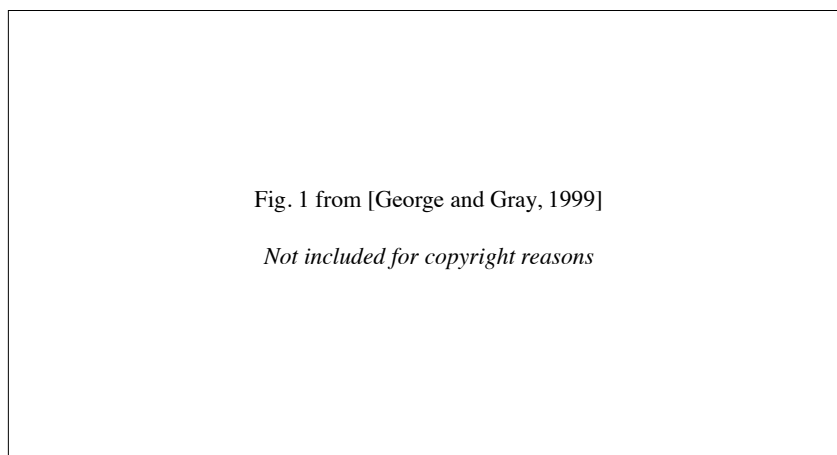 Fig. 1 from [George and Gray, 1999]
Not included for copyright reasons